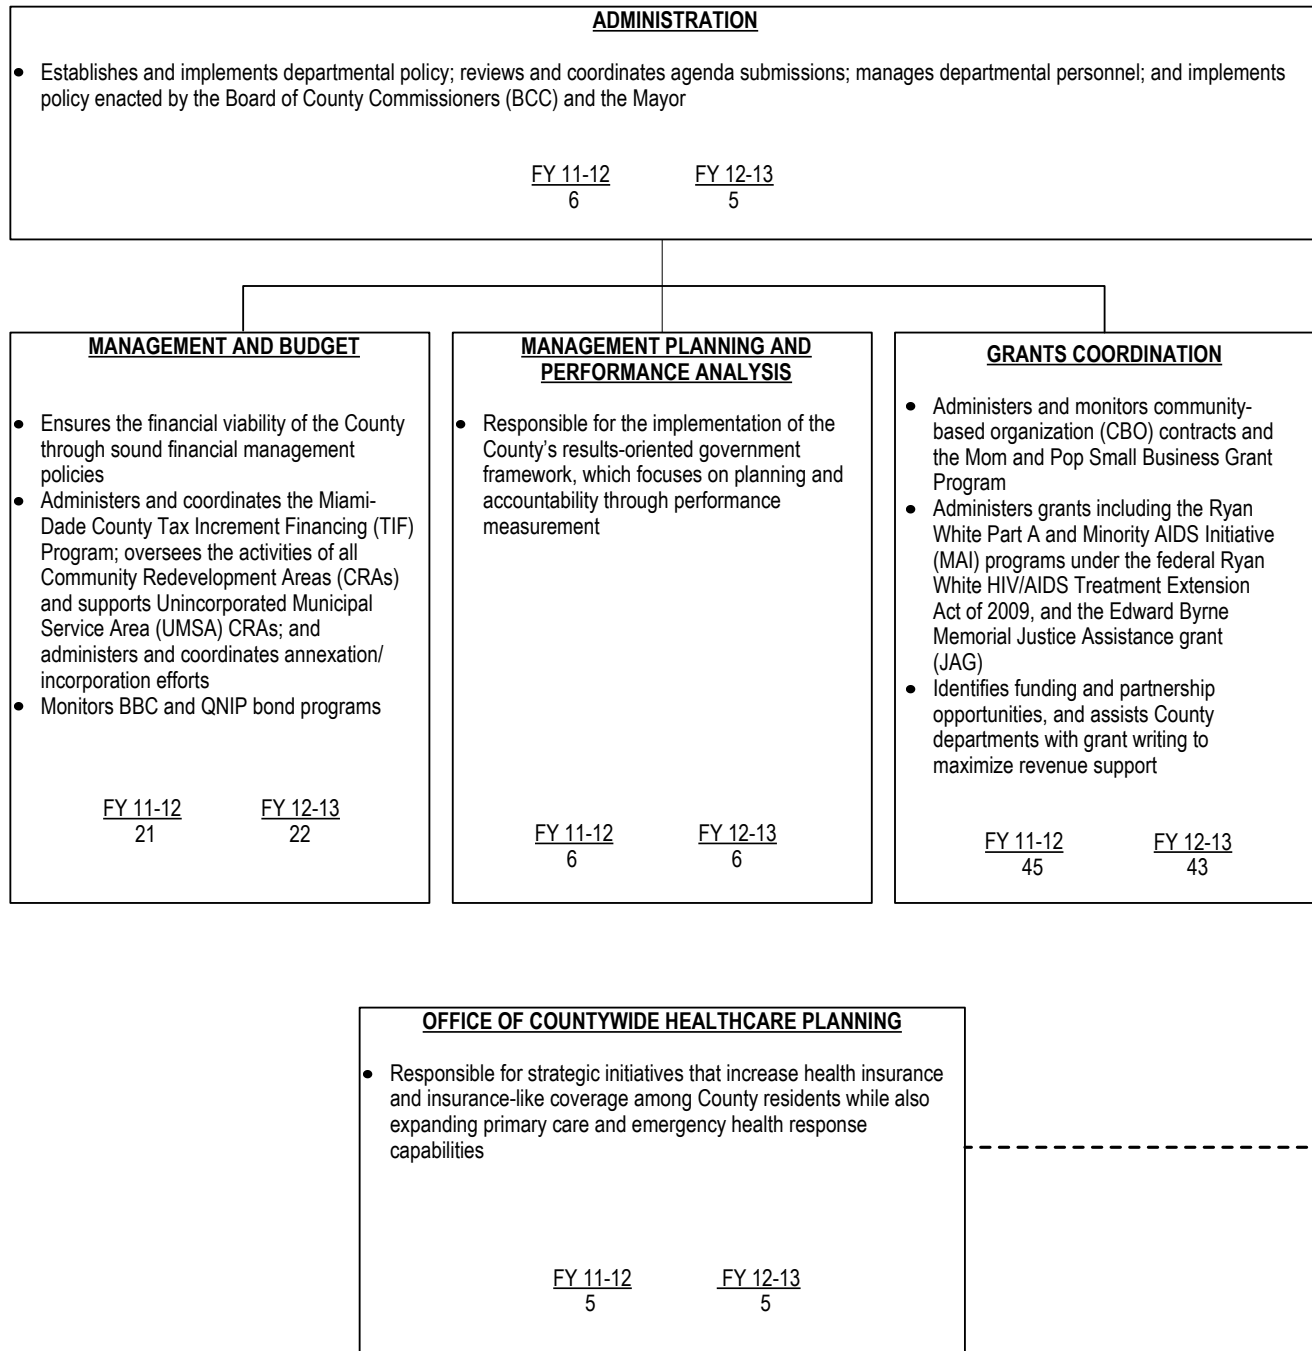 ADMINISTRATION
• Establishes and implements departmental policy; reviews and coordinates agenda submissions; manages departmental personnel; and implements
policy enacted by the Board of County Commissioners (BCC) and the Mayor
FY 11-12 FY 12-13
6 5
MANAGEMENT AND BUDGET
• Ensures the financial viability of the County
through sound financial management
policies
• Administers and coordinates the Miami-
Dade County Tax Increment Financing (TIF)
Program; oversees the activities of all
Community Redevelopment Areas (CRAs)
and supports Unincorporated Municipal
Service Area (UMSA) CRAs; and
administers and coordinates annexation/
incorporation efforts
• Monitors BBC and QNIP bond programs
FY 11-12 FY 12-13
21 22
MANAGEMENT PLANNING AND
PERFORMANCE ANALYSIS
• Responsible for the implementation of the
County’s results-oriented government
framework, which focuses on planning and
accountability through performance
measurement
FY 11-12 FY 12-13
6 6
GRANTS COORDINATION
• Administers and monitors community-
based organization (CBO) contracts and
the Mom and Pop Small Business Grant
Program
• Administers grants including the Ryan
White Part A and Minority AIDS Initiative
(MAI) programs under the federal Ryan
White HIV/AIDS Treatment Extension
Act of 2009, and the Edward Byrne
Memorial Justice Assistance grant
(JAG)
• Identifies funding and partnership
opportunities, and assists County
departments with grant writing to
maximize revenue support
FY 11-12 FY 12-13
45 43
OFFICE OF COUNTYWIDE HEALTHCARE PLANNING
• Responsible for strategic initiatives that increase health insurance
and insurance-like coverage among County residents while also
expanding primary care and emergency health response
capabilities
FY 11-12 FY 12-13
5 5